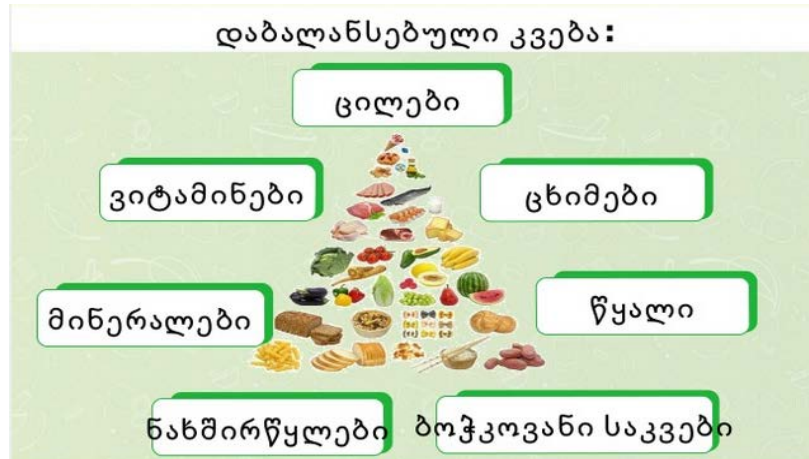 დაბალანსებული კვება:
ცილები
ვიტამინები
ცხიმები
მინერალები
წყალი
ნახშირწყლები
ბოჭკოვანი საკვები